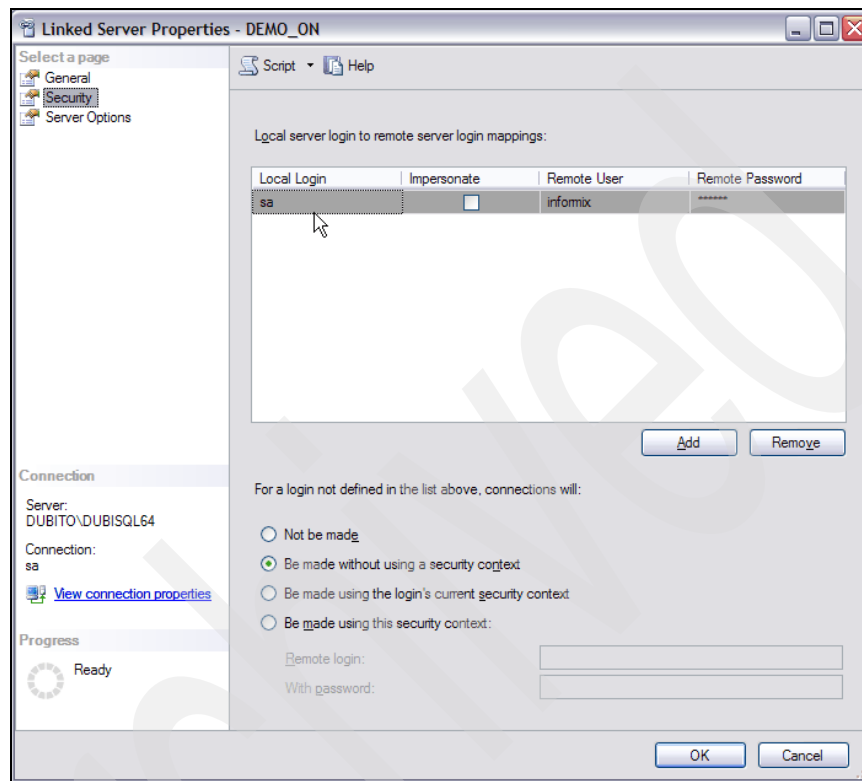 Linked Server Properties - DEMO_ON
Select a page
General
Security
Server Options
Script Help
Local server login to remote server login mappings:
Local Login Impersonate Remote User Remote Password
sa informix ******
Add Remove
Connection
Server:
DUBITO\DUBISQL64
Connection:
sa
View connection properties
Progress
Ready
For a login not defined in the list above, connections will:
Not be made
Be made without using a security context
Be made using the login's current security context
Be made using this security context:
Remote login:
With password:
OK Cancel